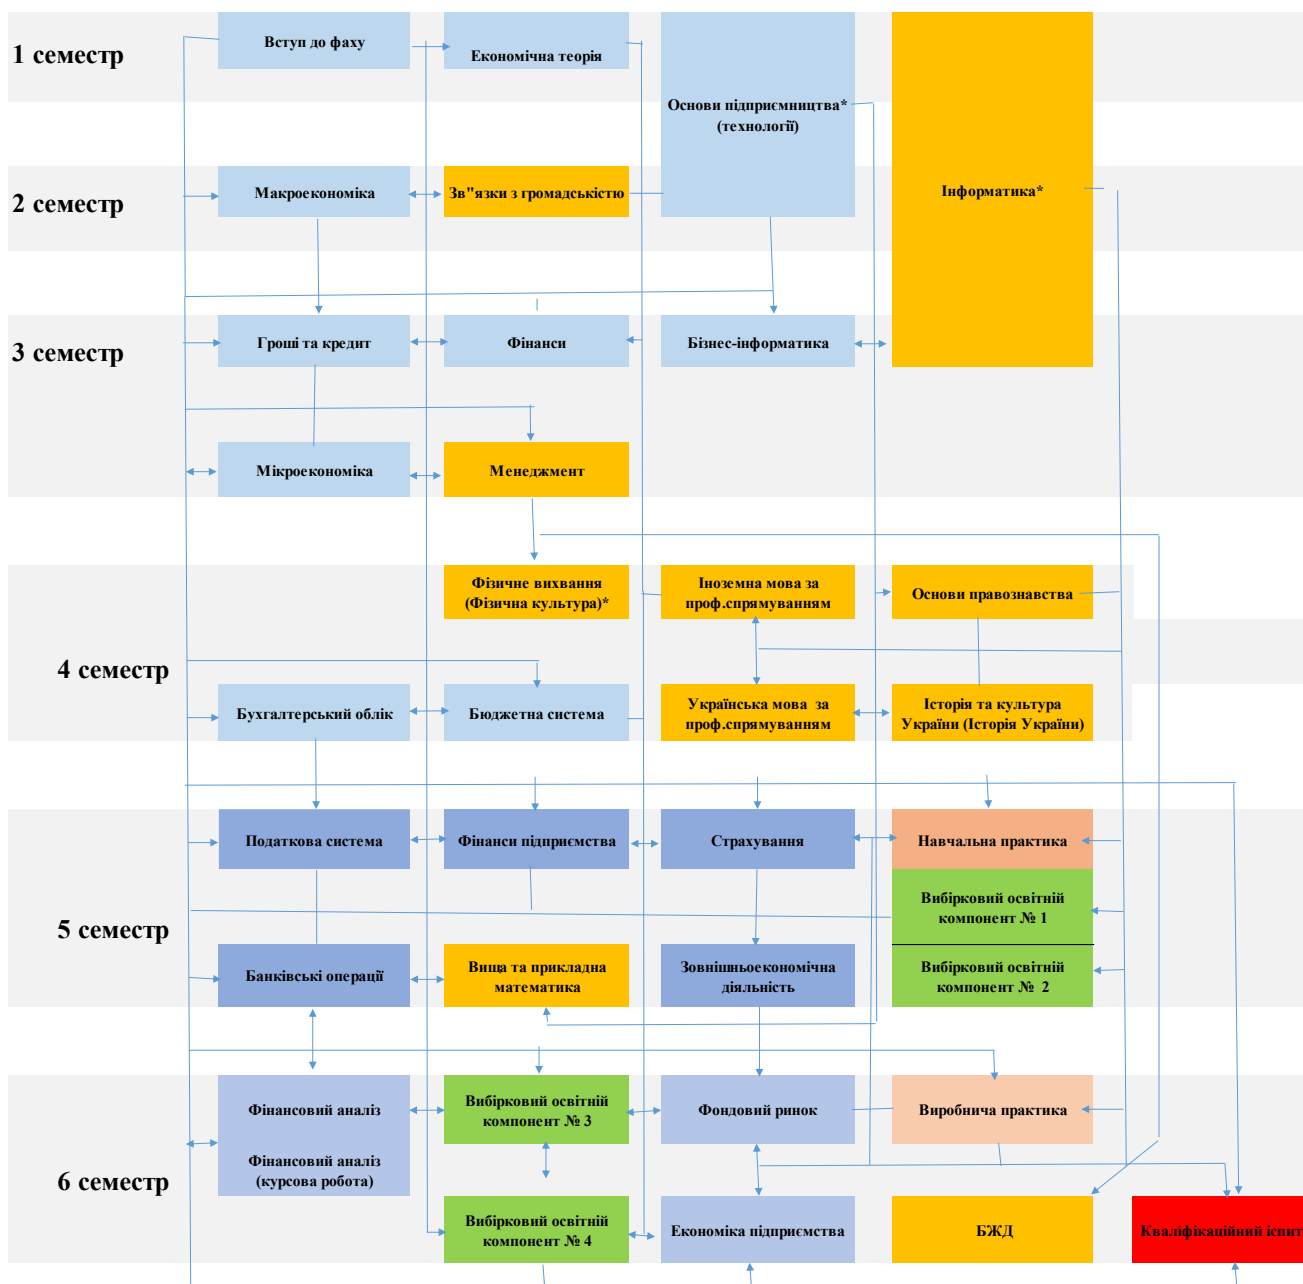 1 семестр
Вступ до фаху
Економічна теорія
Основи підприємництва*
(технології)
Інформатика*
2 семестр
Макроекономіка
Зв"язки з громадськістю
3 семестр
Гроші та кредит
Фінанси
Бізнес-інформатика
Мікроекономіка
Менеджмент
Фізичне вихвання
(Фізична культура)*
Іноземна мова за
проф.спрямуванням
Основи правознавства
4 семестр
Бухгалтерський облік
Бюджетна система
Українська мова за
проф.спрямуванням
Історія та культура
України (Історія України)
Податкова система
Фінанси підприємства
Страхування
Навчальна практика
5 семестр
Вибірковий освітній
компонент № 1
Банківські операції
Вища та прикладна
математика
Зовнішньоекономічна
діяльність
Вибірковий освітній
компонент № 2
Фінансовий аналіз
Вибірковий освітній
компонент № 3
Фондовий ринок
Виробнича практика
6 семестр
Фінансовий аналіз
(курсова робота)
Вибірковий освітній
компонент № 4
Економіка підприємства
БЖД
Кваліфікаційний іспит